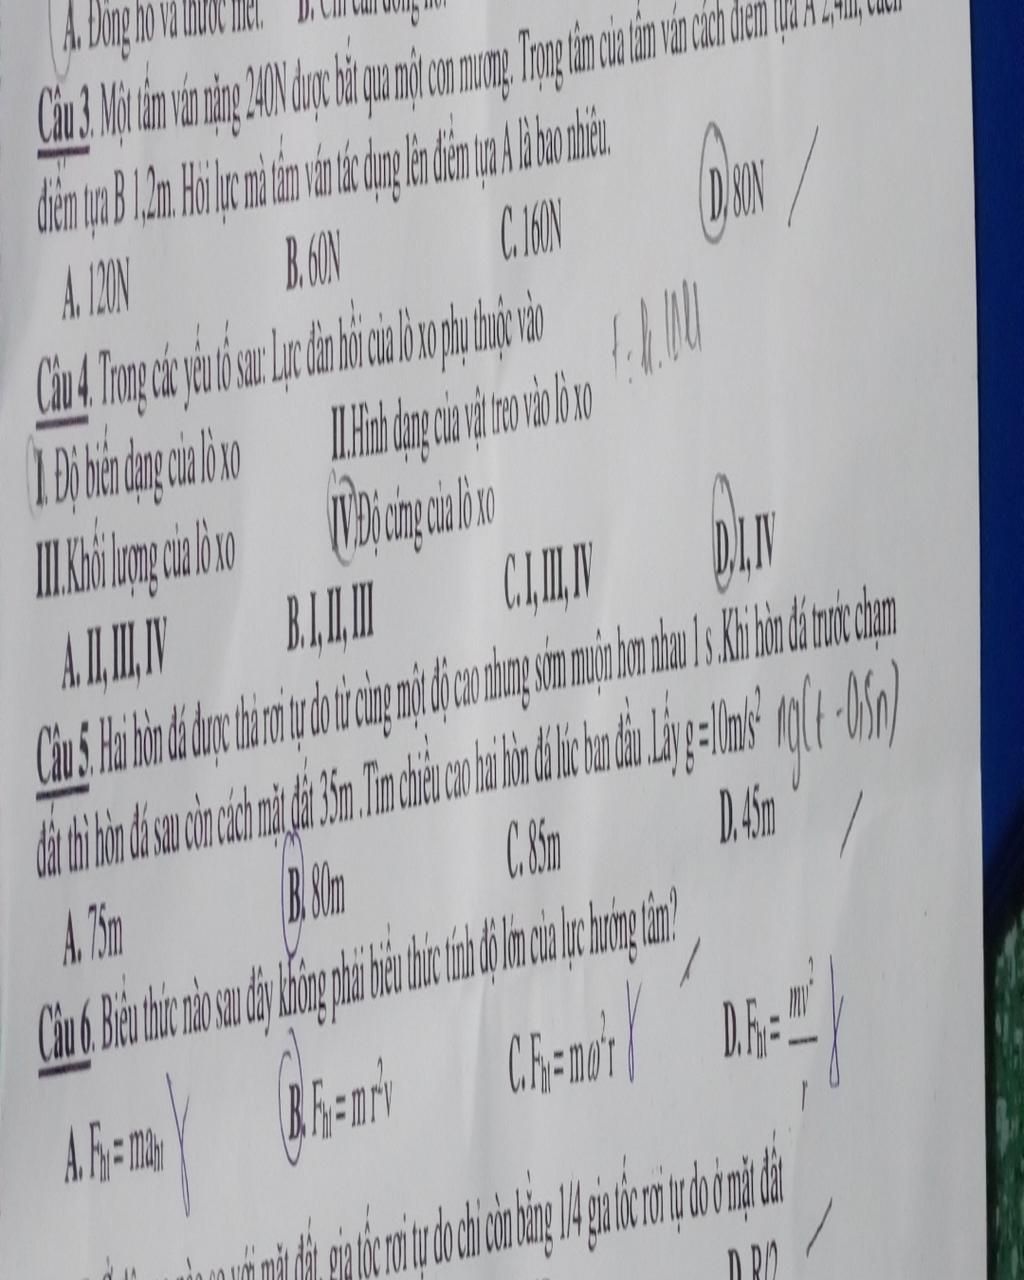 A. Đồng hồ và thước mét. B. Chỉ cần đồng hồ.
Câu 3. Một tấm ván nặng 240N được bắt qua một con mương. Trọng tâm của tấm ván cách điểm tựa A 2,4m, cách
điểm tựa B 1,2m. Hỏi lực mà tấm ván tác dụng lên điểm tựa A là bao nhiêu.
A. 120N B. 60N C. 160N D. 80N
Câu 4. Trong các yếu tố sau: Lực đàn hồi của lò xo phụ thuộc vào
I. Độ biến dạng của lò xo II.Hình dạng của vật treo vào lò xo
III.Khối lượng của lò xo IV.Độ cứng của lò xo
A. II, III, IV B. I, II, III C. I, III, IV D. I, IV
Câu 5. Hai hòn đá được thả rơi tự do từ cùng một độ cao nhưng sớm muộn hơn nhau 1 s .Khi hòn đá trước chạm
đất thì hòn đá sau còn cách mặt đất 35m .Tìm chiều cao hai hòn đá lúc ban đầu .Lấy g =10m/s² ng(t - 0,5n)
A. 75m B. 80m C. 85m D. 45m
Câu 6. Biểu thức nào sau đây không phải biểu thức tính độ lớn của lực hướng tâm?
A. Fht = maht B. Fht = m r²v C. Fht = mω²r D. Fht = mv²/r
so với mặt đất, gia tốc rơi tự do chỉ còn bằng 1/4 gia tốc rơi tự do ở mặt đất
D. R/2